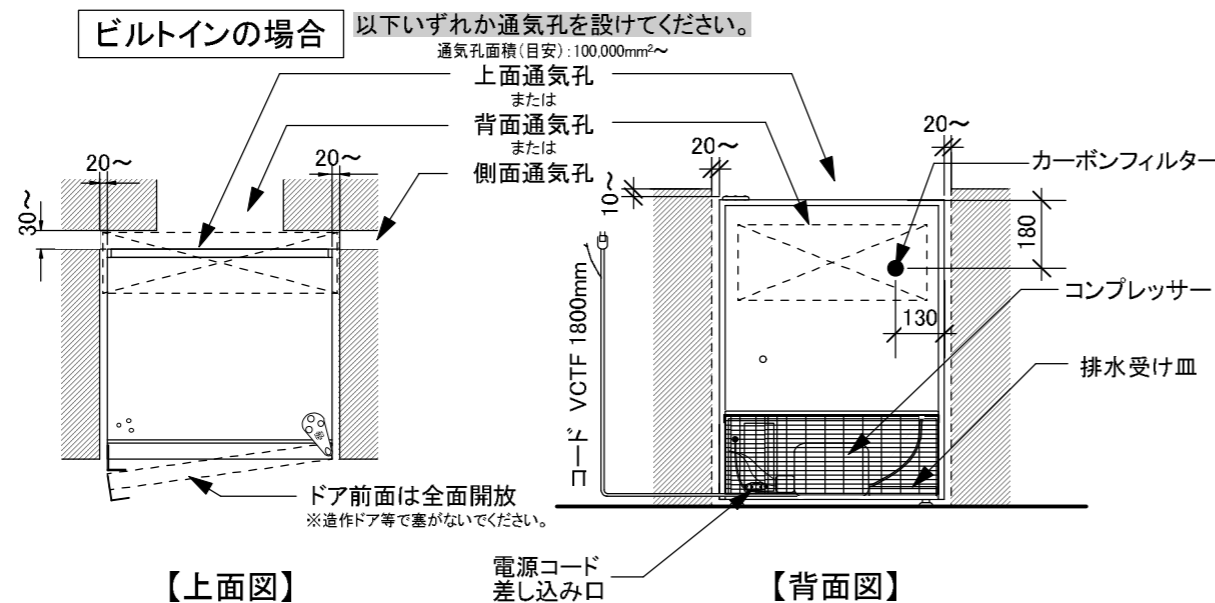 ビルトインの場合
以下いずれか通気孔を設けてください。
通気孔面積(目安):100,000mm²~
上面通気孔
または
背面通気孔
または
側面通気孔
20~
20~
30~
ドア前面は全面開放
※造作ドア等で塞がないでください。
【上面図】
20~
20~
10~
カーボンフィルター
180
130
コンプレッサー
排水受け皿
コード VCTF 1800mm
電源コード
差し込み口
【背面図】